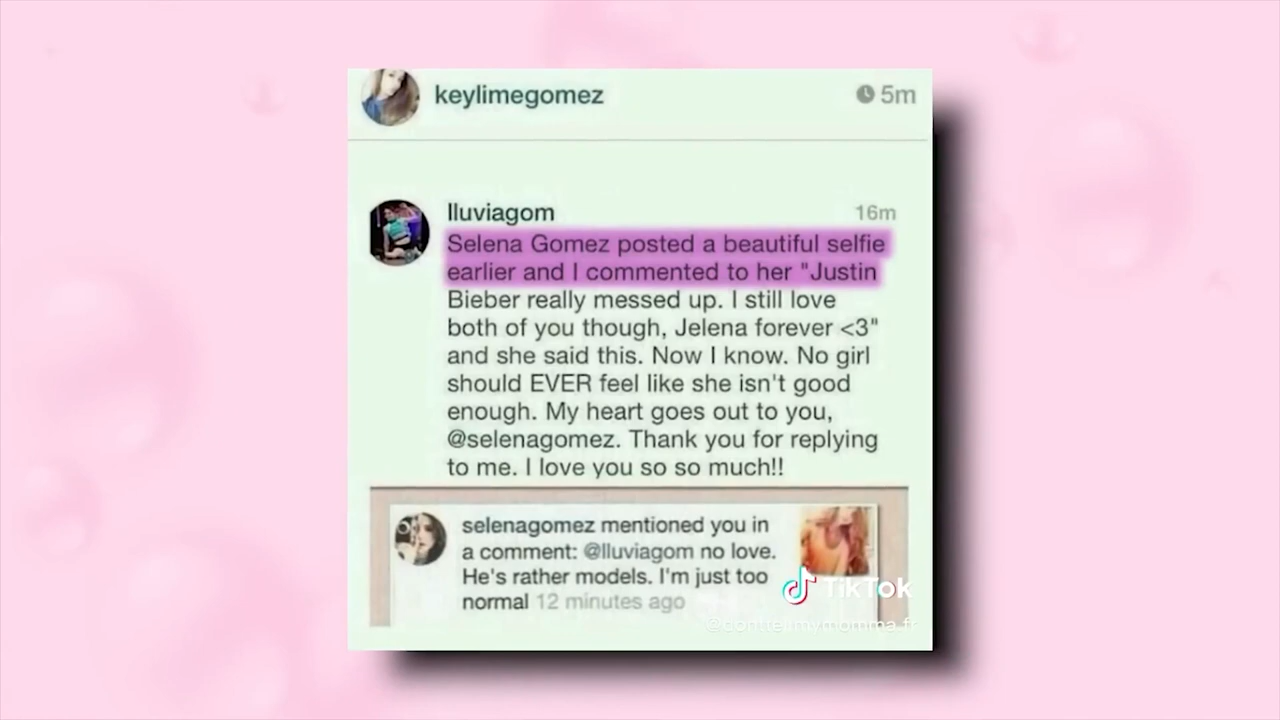 keylimegomez
5m
lluviagom
16m
Selena Gomez posted a beautiful selfie
earlier and I commented to her "Justin
Bieber really messed up. I still love
both of you though, Jelena forever <3"
and she said this. Now I know. No girl
should EVER feel like she isn't good
enough. My heart goes out to you,
@selenagomez. Thank you for replying
to me. I love you so so much!!
selenagomez mentioned you in
a comment: @lluviagom no love.
He's rather models. I'm just too
normal 12 minutes ago
TikTok